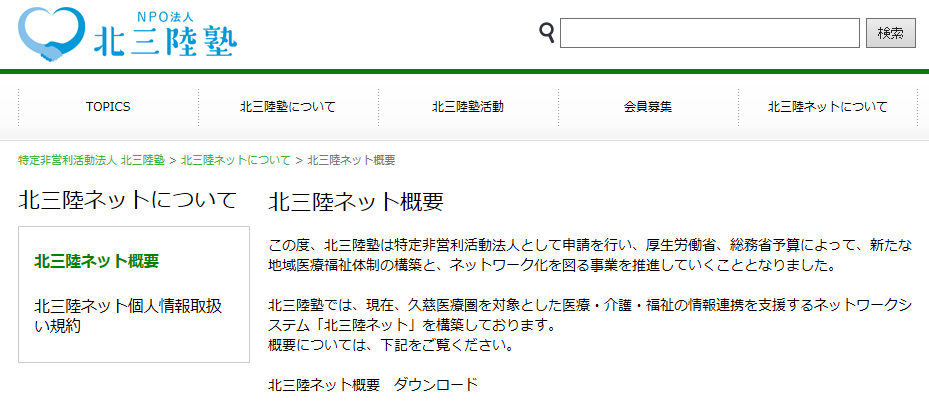 NPO法人
北三陸塾
検索
TOPICS
北三陸塾について
北三陸塾活動
会員募集
北三陸ネットについて
特定非営利活動法人 北三陸塾 > 北三陸ネットについて > 北三陸ネット概要
北三陸ネットについて
北三陸ネット概要
北三陸ネット個人情報取扱
い規約
北三陸ネット概要
この度、北三陸塾は特定非営利活動法人として申請を行い、厚生労働省、総務省予算によって、新たな
地域医療福祉体制の構築と、ネットワーク化を図る事業を推進していくこととなりました。
北三陸塾では、現在、久慈医療圏を対象とした医療・介護・福祉の情報連携を支援するネットワークシ
ステム「北三陸ネット」を構築しております。
概要については、下記をご覧ください。
北三陸ネット概要　ダウンロード